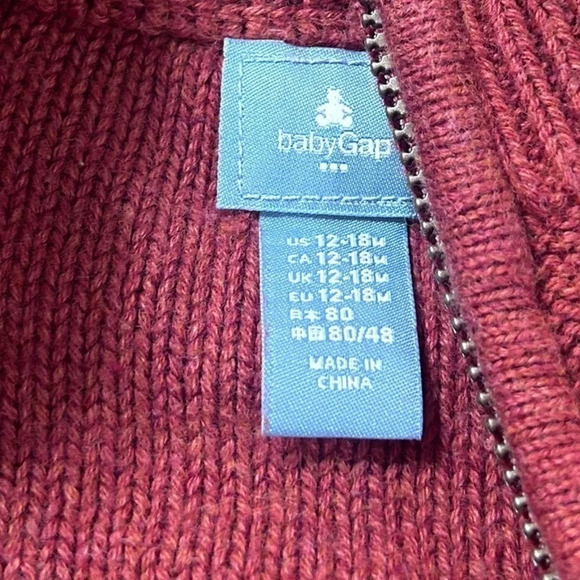 babyGap
US 12-18M
CA 12-18M
UK 12-18M
EU 12-18M
日本 80
中国 80/48
MADE IN
CHINA